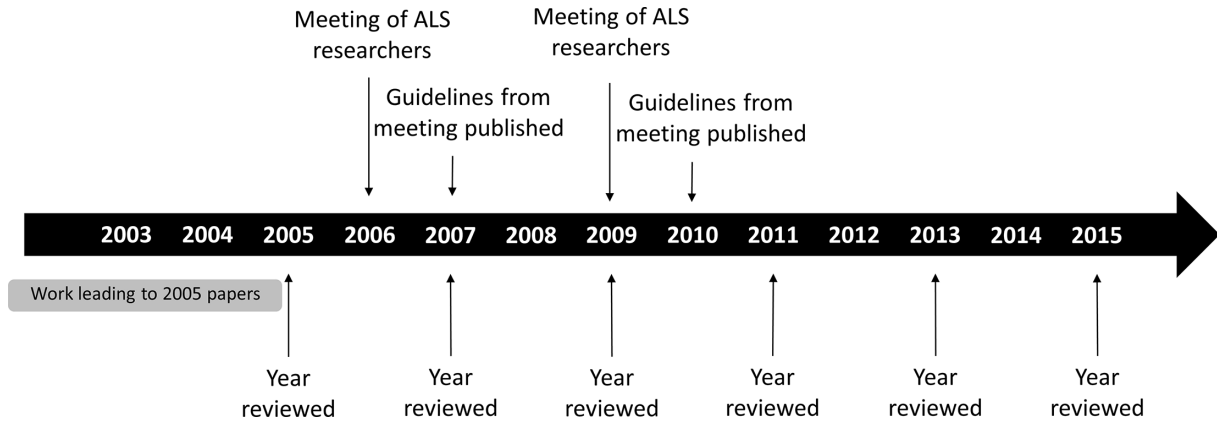 Meeting of ALS
researchers
Meeting of ALS
researchers
Guidelines from
meeting published
Guidelines from
meeting published
2003 2004 2005 2006 2007 2008 2009 2010 2011 2012 2013 2014 2015
Work leading to 2005 papers
Year
reviewed
Year
reviewed
Year
reviewed
Year
reviewed
Year
reviewed
Year
reviewed